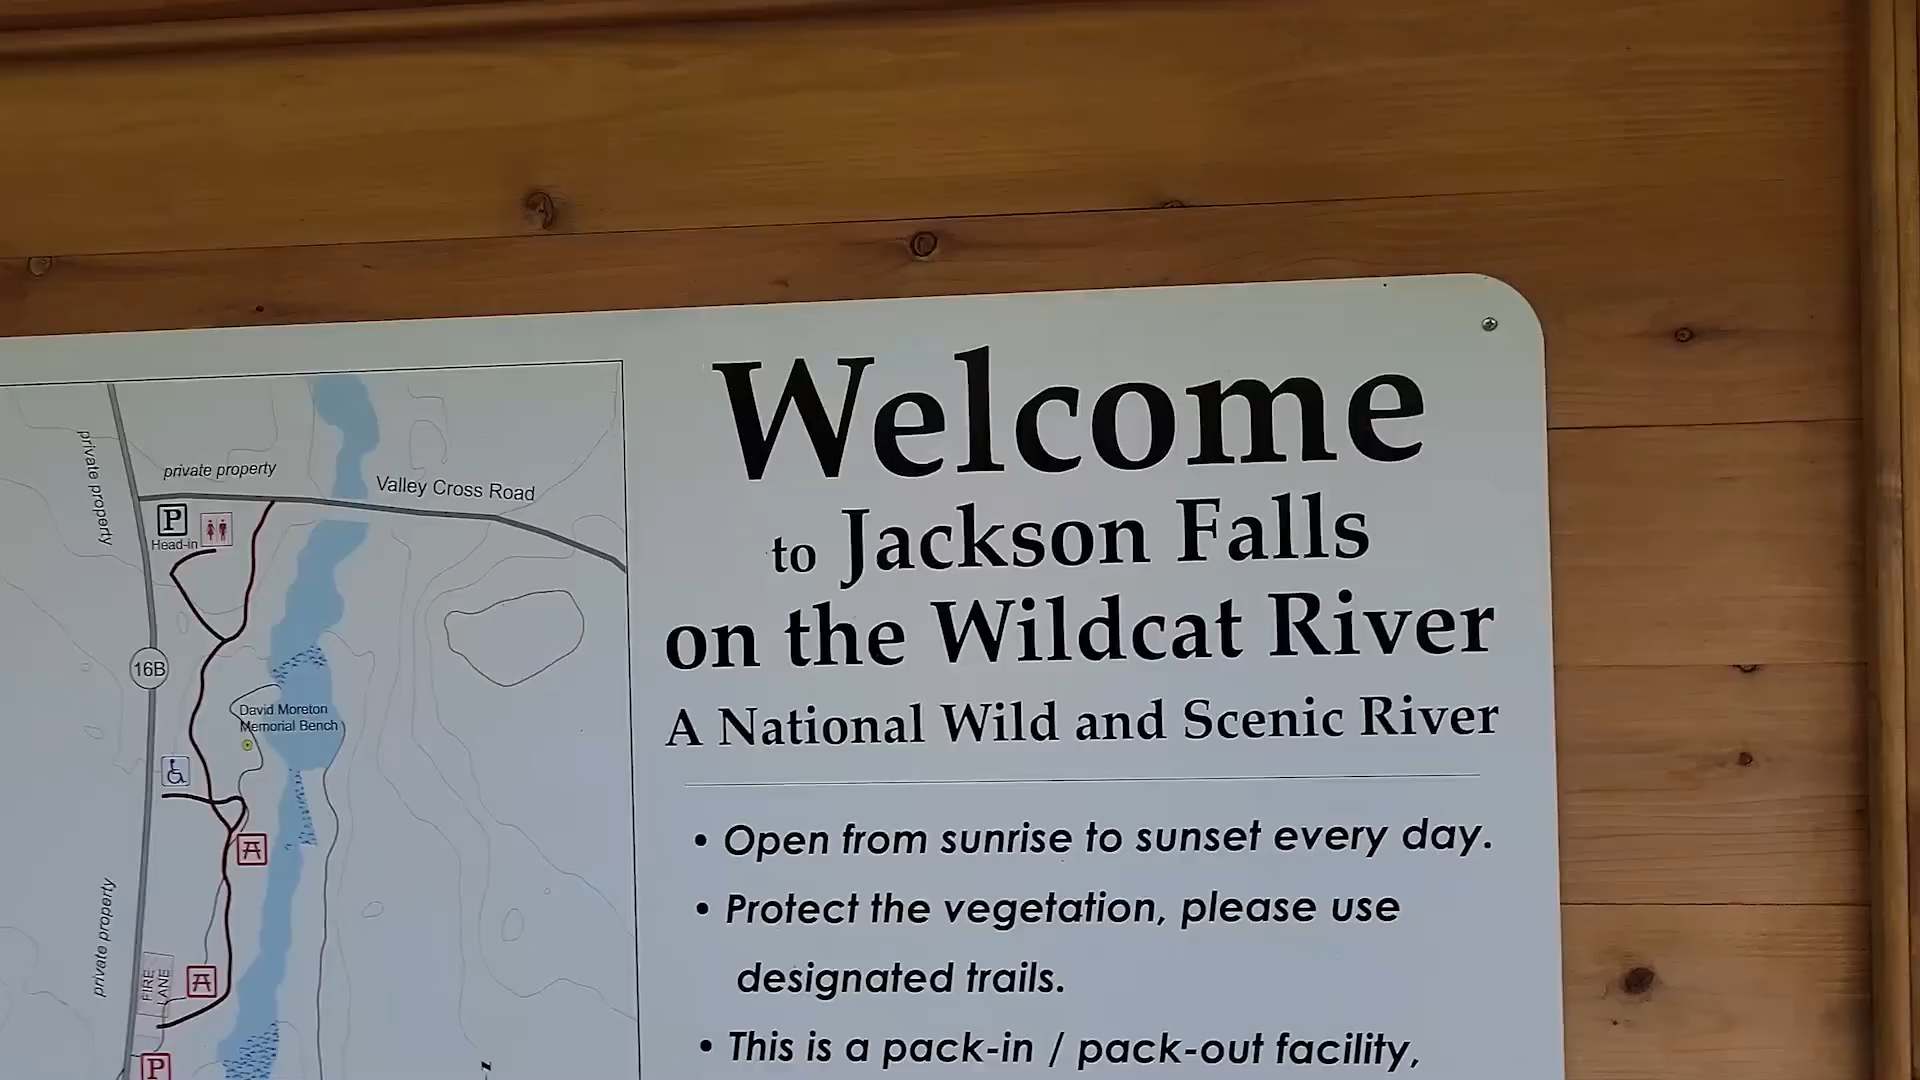 Welcome
to Jackson Falls
on the Wildcat River
A National Wild and Scenic River
• Open from sunrise to sunset every day.
• Protect the vegetation, please use
designated trails.
• This is a pack-in / pack-out facility,
private property
private property
Valley Cross Road
P
Head-in
16B
David Moreton
Memorial Bench
private property
FIRE
LANE
P